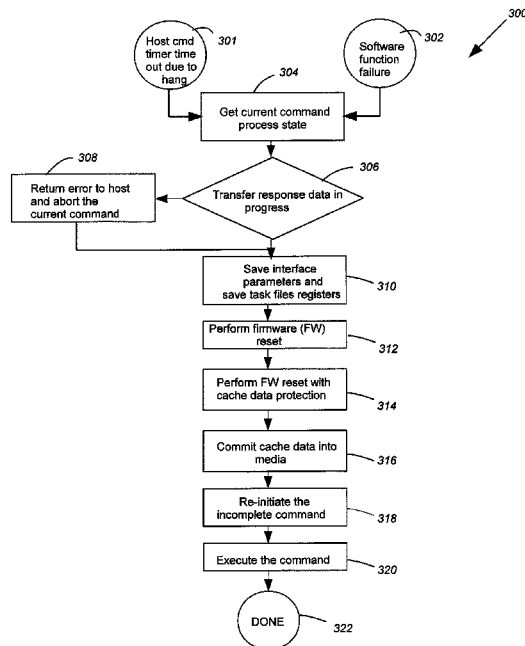 300
301
Host cmd
timer time
out due to
hang
302
Software
function
failure
304
Get current command
process state
306
Transfer response data in
progress
308
Return error to host
and abort the
current command
Save interface
parameters and
save task files registers
310
Perform firmware (FW)
reset
312
Perform FW reset with
cache data protection
314
Commit cache data into
media
316
Re-initiate the
incomplete command
318
Execute the command
320
DONE
322